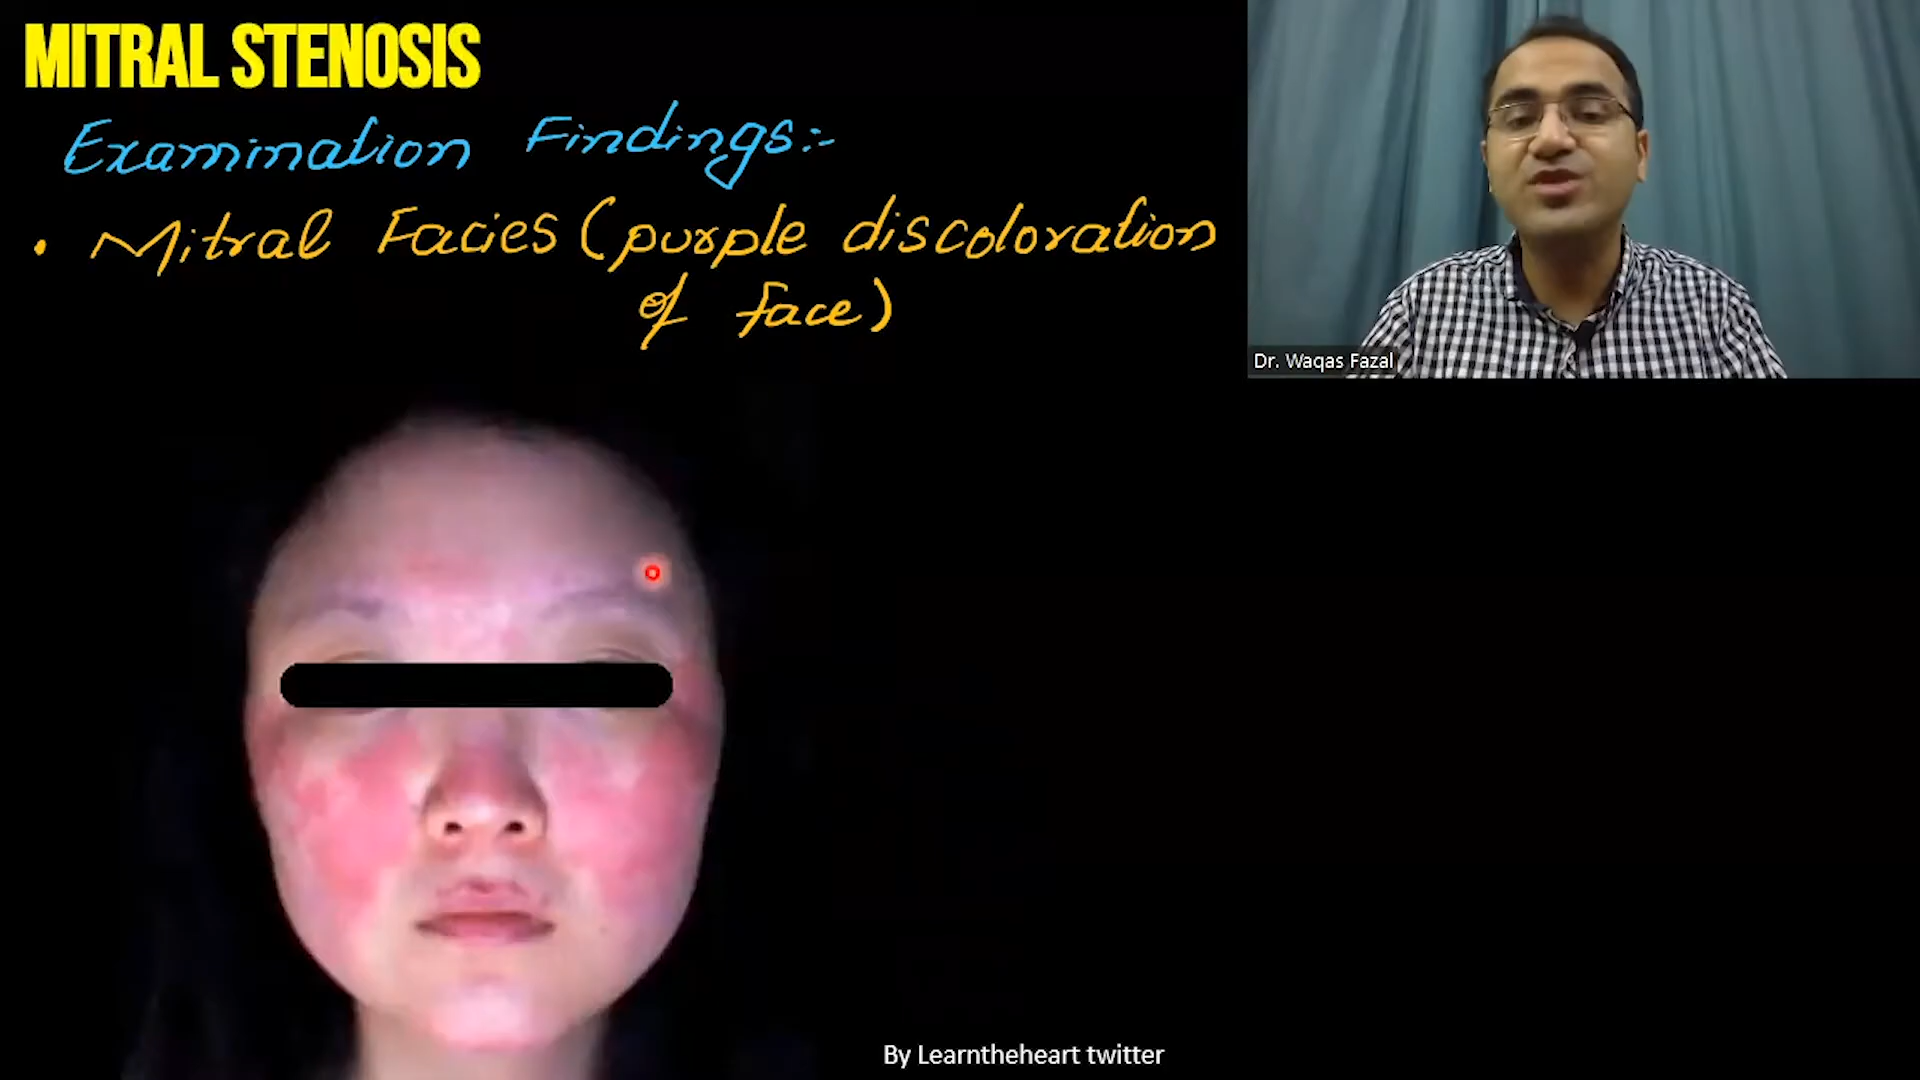 MITRAL STENOSIS
Examination Findings:-
• Mitral Facies (purple discoloration
of face)
Dr. Waqas Fazal
By Learntheheart twitter